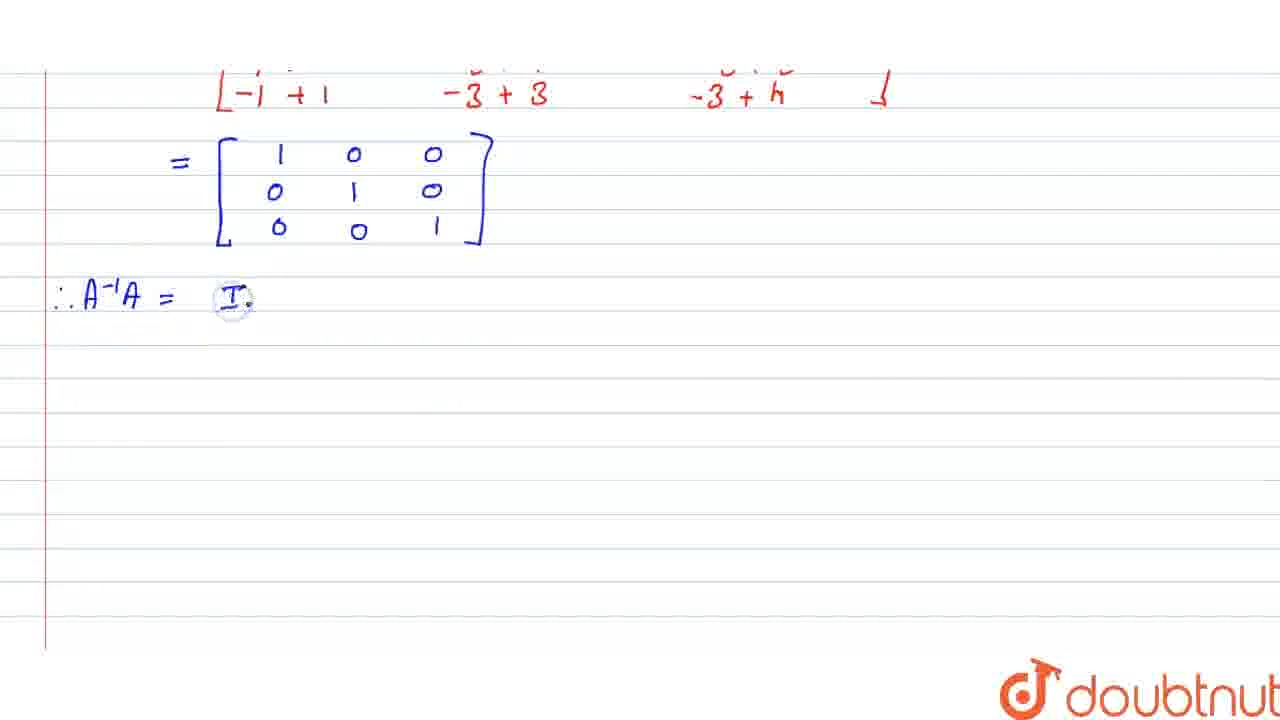 [-1 + 1 -3 + 3 -3 + 4]
= [ 1 0 0
0 1 0
0 0 1 ]
∴ A⁻¹A = I.
doubtnut